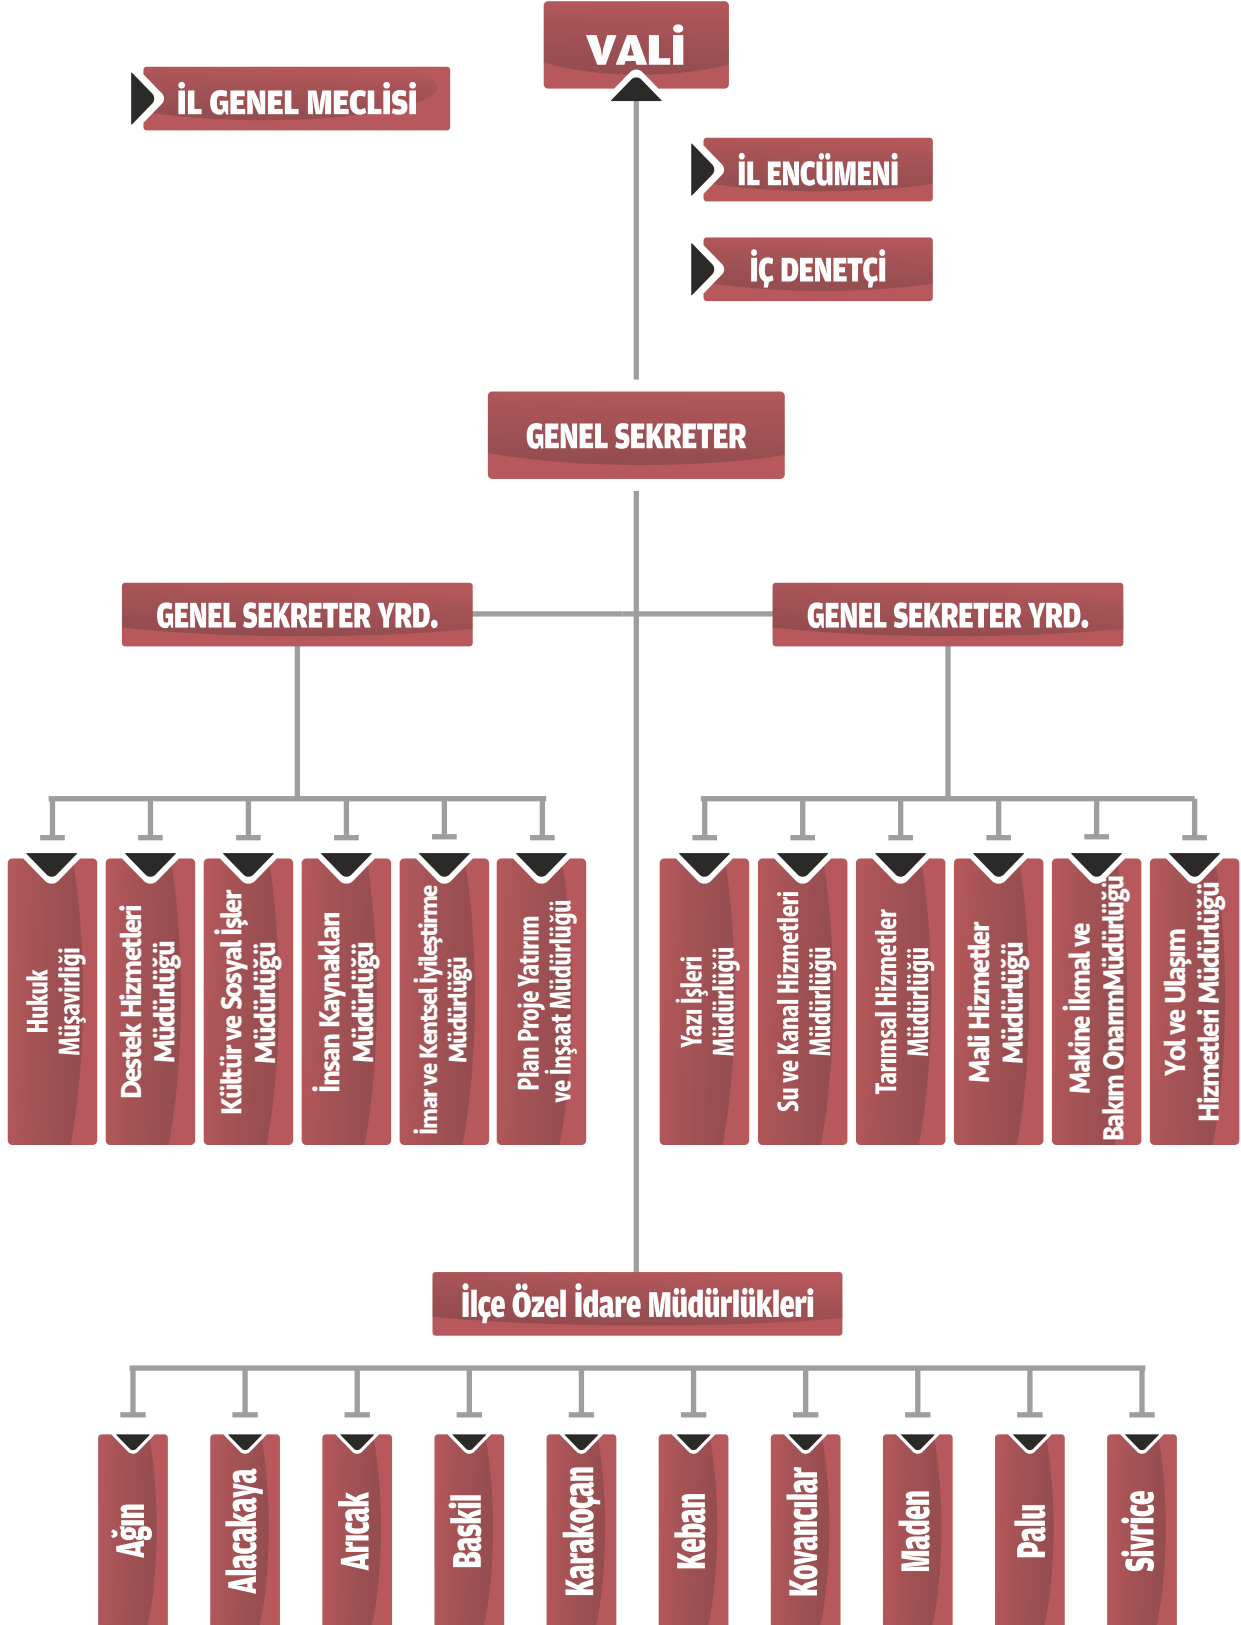 VALİ
İL GENEL MECLİSİ
İL ENCÜMENİ
İÇ DENETÇİ
GENEL SEKRETER
GENEL SEKRETER YRD.
GENEL SEKRETER YRD.
Hukuk
Müşavirliği
Destek Hizmetleri
Müdürlüğü
Kültür ve Sosyal İşler
Müdürlüğü
İnsan Kaynakları
Müdürlüğü
İmar ve Kentsel İyileştirme
Müdürlüğü
Plan Proje Yatırım
ve İnşaat Müdürlüğü
Yazı İşleri
Müdürlüğü
Su ve Kanal Hizmetleri
Müdürlüğü
Tarımsal Hizmetler
Müdürlüğü
Mali Hizmetler
Müdürlüğü
Makine İkmal ve
Bakım OnarımMüdürlüğü
Yol ve Ulaşım
Hizmetleri Müdürlüğü
İlçe Özel İdare Müdürlükleri
Ağın
Alacakaya
Arıcak
Baskil
Karakoçan
Keban
Kovancılar
Maden
Palu
Sivrice